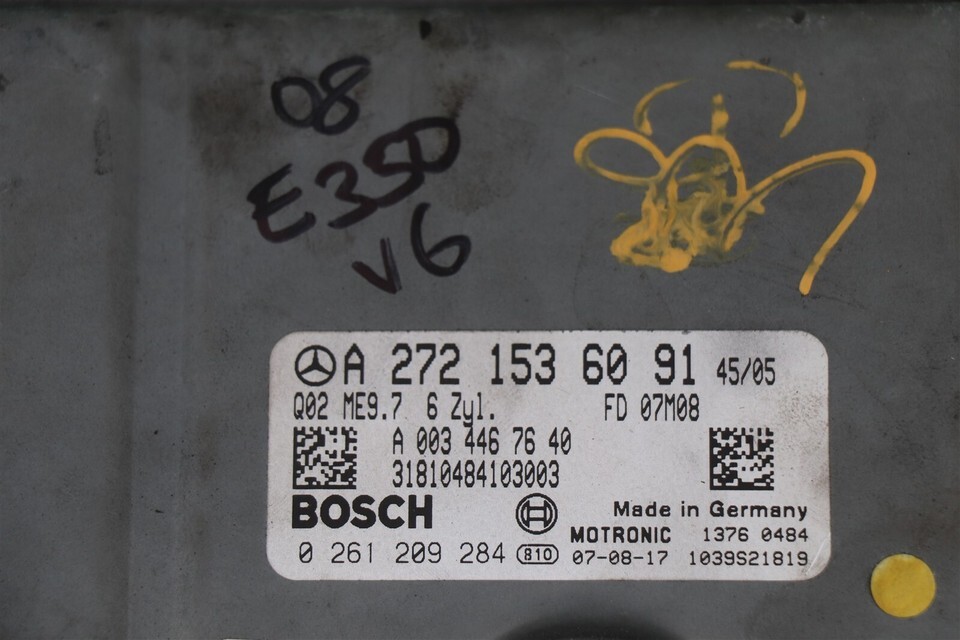 08
E350
V6
A 272 153 60 91 45/05
Q02 ME9.7 6 Zyl. FD 07M08
A 003 446 76 40
31810484103003
BOSCH
Made in Germany
MOTRONIC 1376 0484
0 261 209 284 810 07-08-17 1039S21819